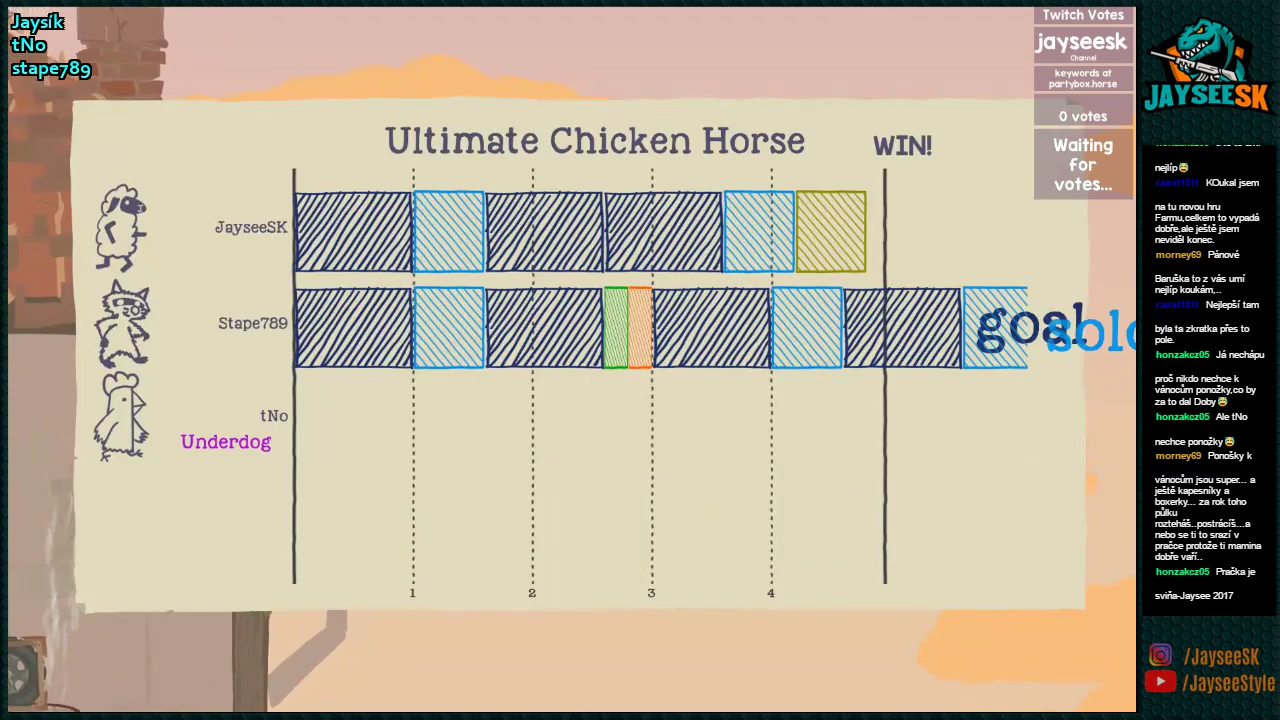 Jaysik
tNo
stape789
Twitch Votes
jayseesk
Channel
keywords at
partybox.horse
0 votes
Waiting
for
votes...
JAYSEESK
Ultimate Chicken Horse
WIN!
JayseeSK
Stape789
goal
solo
tNo
Underdog
1
2
3
4
nejlíp
KOukal jsem
na tu novou hru
Farmu,celkem to vypadá
dobře,ale ještě jsem
neviděl konec.
morney69 Pánové
Baruška to z vás umí
nejlíp koukám,..
Nejlepší tam
byla ta zkratka přes to
pole.
honzakcz05 Já nechápu
proč nikdo nechce k
vánocům ponožky,co by
za to dal Doby
honzakcz05 Ale tNo
nechce ponožky
morney69 Ponošky k
vánocům jsou super... a
ještě kapesníky a
boxerky... za rok toho
půlku
rozteháš..postrácíš...a
nebo se ti to srazí v
pračce protože ti mamina
dobře vaří..
honzakcz05 Pračka je
sviňa-Jaysee 2017
/JayseeSK
/JayseeStyle